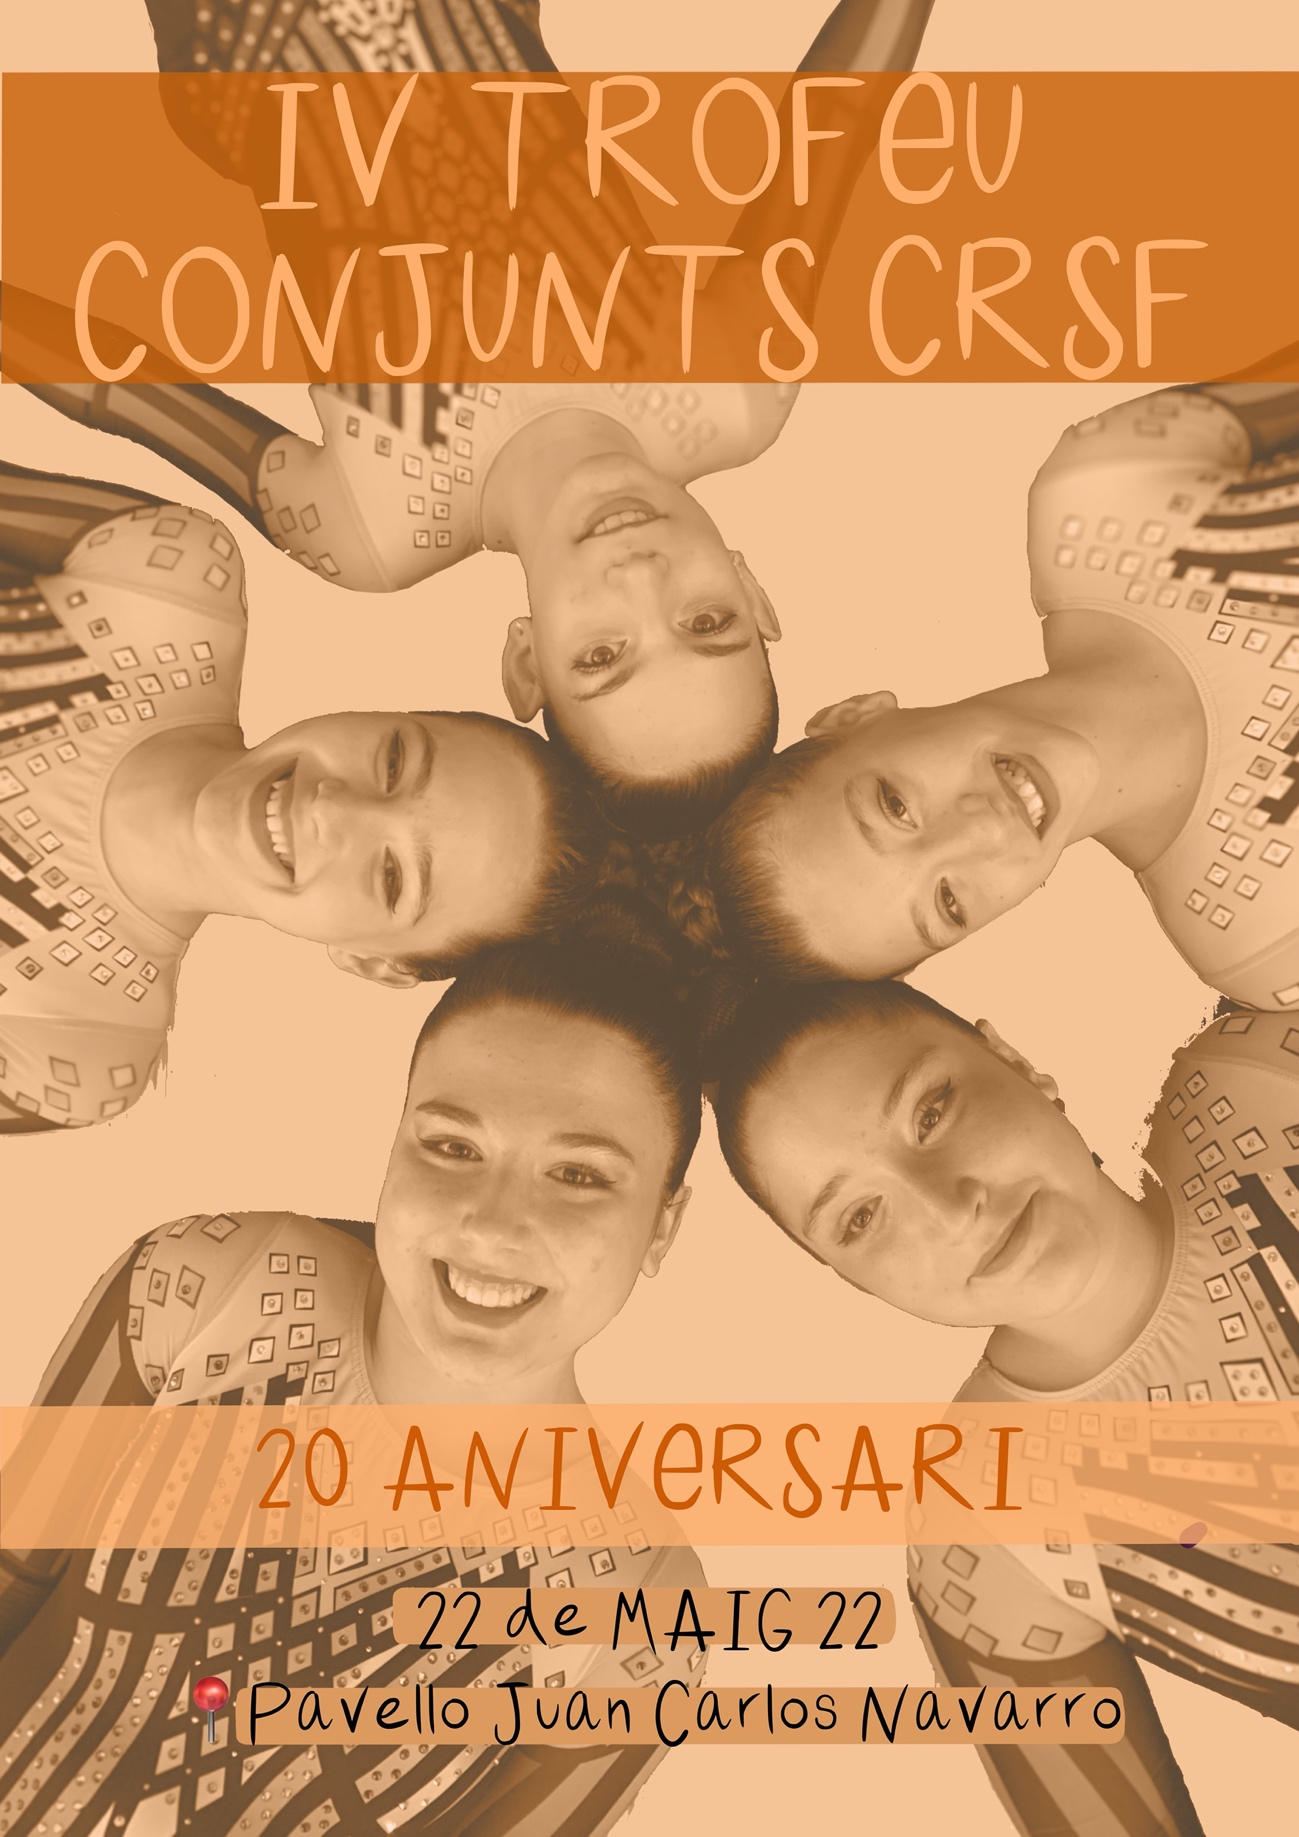 IV TROFEU
CONJUNTS CRSF
20 ANIVERSARI
22 de MAIG 22
Pavello Juan Carlos Navarro